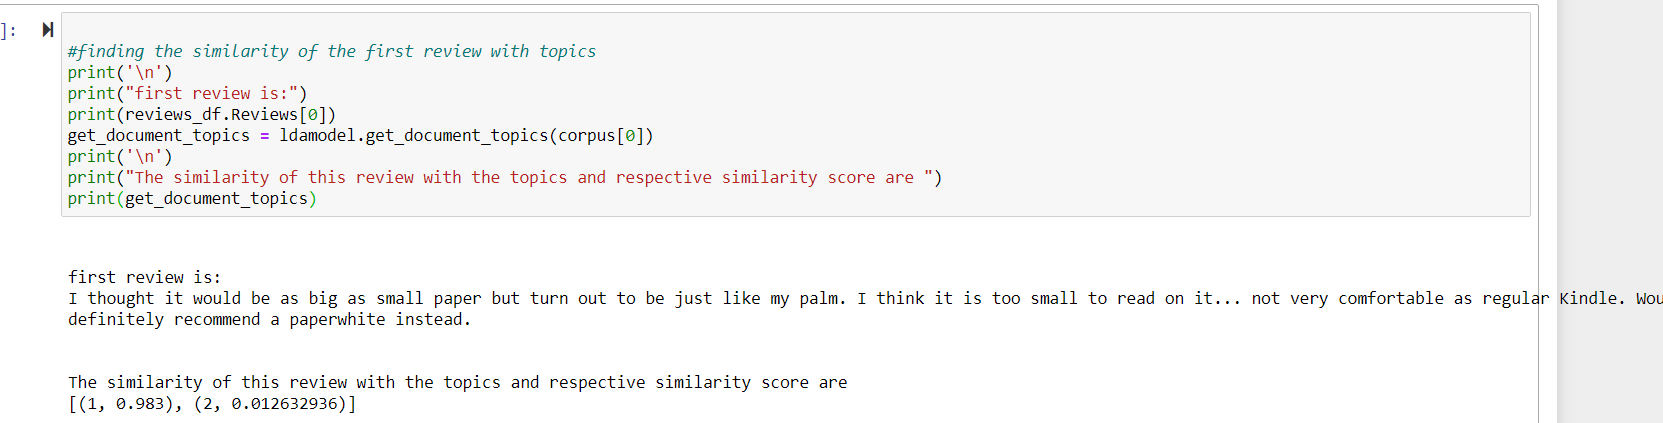 ]:
#finding the similarity of the first review with topics
print('\n')
print("first review is:")
print(reviews_df.Reviews[0])
get_document_topics = ldamodel.get_document_topics(corpus[0])
print('\n')
print("The similarity of this review with the topics and respective similarity score are ")
print(get_document_topics)
first review is:
I thought it would be as big as small paper but turn out to be just like my palm. I think it is too small to read on it... not very comfortable as regular Kindle. Wou
definitely recommend a paperwhite instead.
The similarity of this review with the topics and respective similarity score are
[(1, 0.983), (2, 0.012632936)]